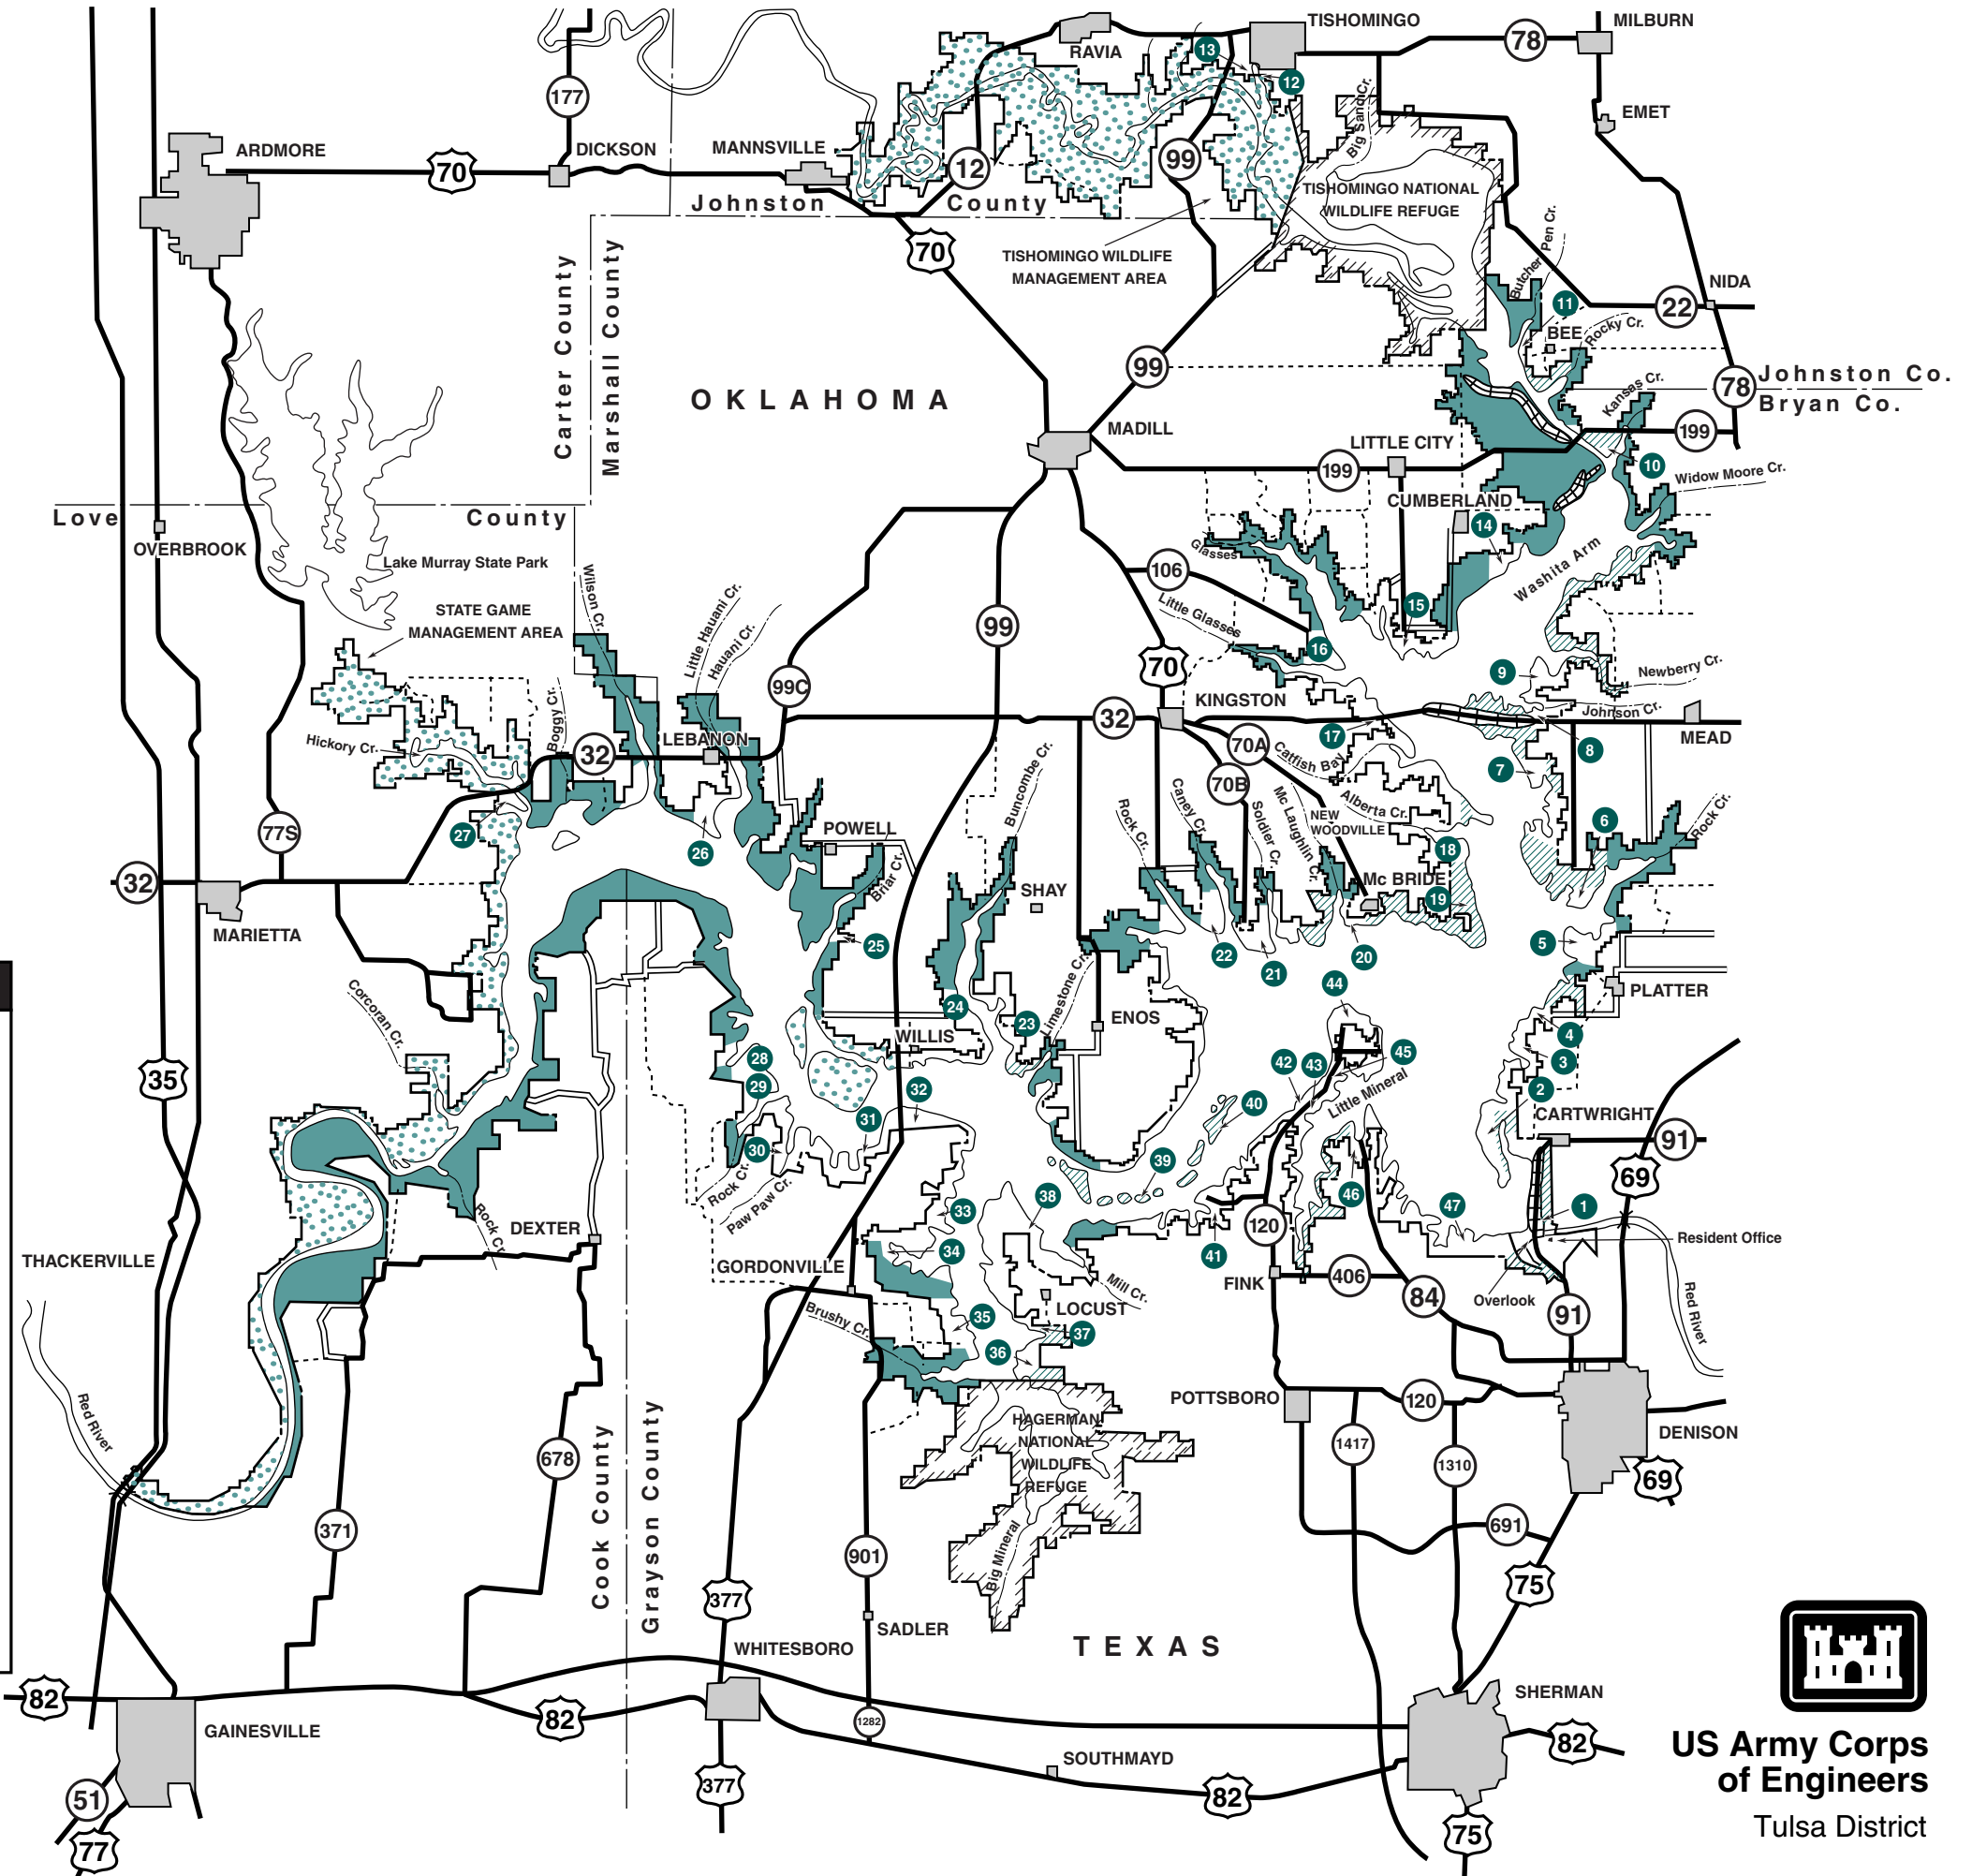 TISHOMINGO
MILBURN
RAVIA
13
78
12
177
EMET
Big Sand Cr.
ARDMORE
DICKSON
MANNSVILLE
70
12
99
TISHOMINGO NATIONAL
WILDLIFE REFUGE
Johnston County
70
TISHOMINGO WILDLIFE
MANAGEMENT AREA
Butcher Pen Cr.
NIDA
11
22
BEE
Rocky Cr.
Carter County
Marshall County
99
OKLAHOMA
Johnston Co.
78
Bryan Co.
Kansas Cr.
MADILL
LITTLE CITY
199
199
10
Widow Moore Cr.
CUMBERLAND
14
Love County
OVERBROOK
Lake Murray State Park
Glasses
Washita Arm
106
STATE GAME
MANAGEMENT AREA
Wilson Cr.
Little Hauani Cr.
Hauani Cr.
Little Glasses
15
99
16
70
9
Newberry Cr.
99C
KINGSTON
Johnson Cr.
Hickory Cr.
Boggy Cr.
32
LEBANON
32
17
70A
Catfish Bay
8
MEAD
7
70B
Buncombe Cr.
Rock Cr.
Caney Cr.
Soldier Cr.
Mc Laughlin Cr.
NEW
WOODVILLE
Alberta Cr.
6
Rock Cr.
77S
27
26
POWELL
18
32
Briar Cr.
SHAY
Mc BRIDE
19
MARIETTA
25
22
21
20
5
44
PLATTER
Corcoran Cr.
24
23
Limestone Cr.
ENOS
WILLIS
4
3
35
28
29
32
42
43
45
Little Mineral
2
CARTWRIGHT
31
40
91
30
39
69
Rock Cr.
Paw Paw Cr.
Rock Cr.
38
46
47
1
33
DEXTER
120
Resident Office
THACKERVILLE
34
41
GORDONVILLE
FINK
406
84
Overlook
91
Red River
Mill Cr.
LOCUST
Brushy Cr.
35
37
36
Red River
POTTSBORO
120
HAGERMAN
NATIONAL
WILDLIFE
REFUGE
DENISON
1417
1310
678
69
Cook County
Grayson County
371
691
Big Mineral
901
75
377
SADLER
WHITESBORO
TEXAS
82
SHERMAN
GAINESVILLE
82
1282
82
SOUTHMAYD
377
82
51
77
75
US Army Corps
of Engineers
Tulsa District